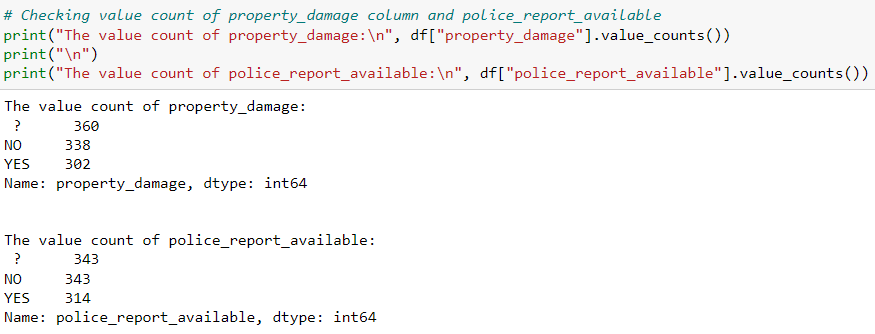 # Checking value count of property_damage column and police_report_available
print("The value count of property_damage:\n", df["property_damage"].value_counts())
print("\n")
print("The value count of police_report_available:\n", df["police_report_available"].value_counts())
The value count of property_damage:
 ?      360
NO     338
YES    302
Name: property_damage, dtype: int64
The value count of police_report_available:
 ?      343
NO     343
YES    314
Name: police_report_available, dtype: int64